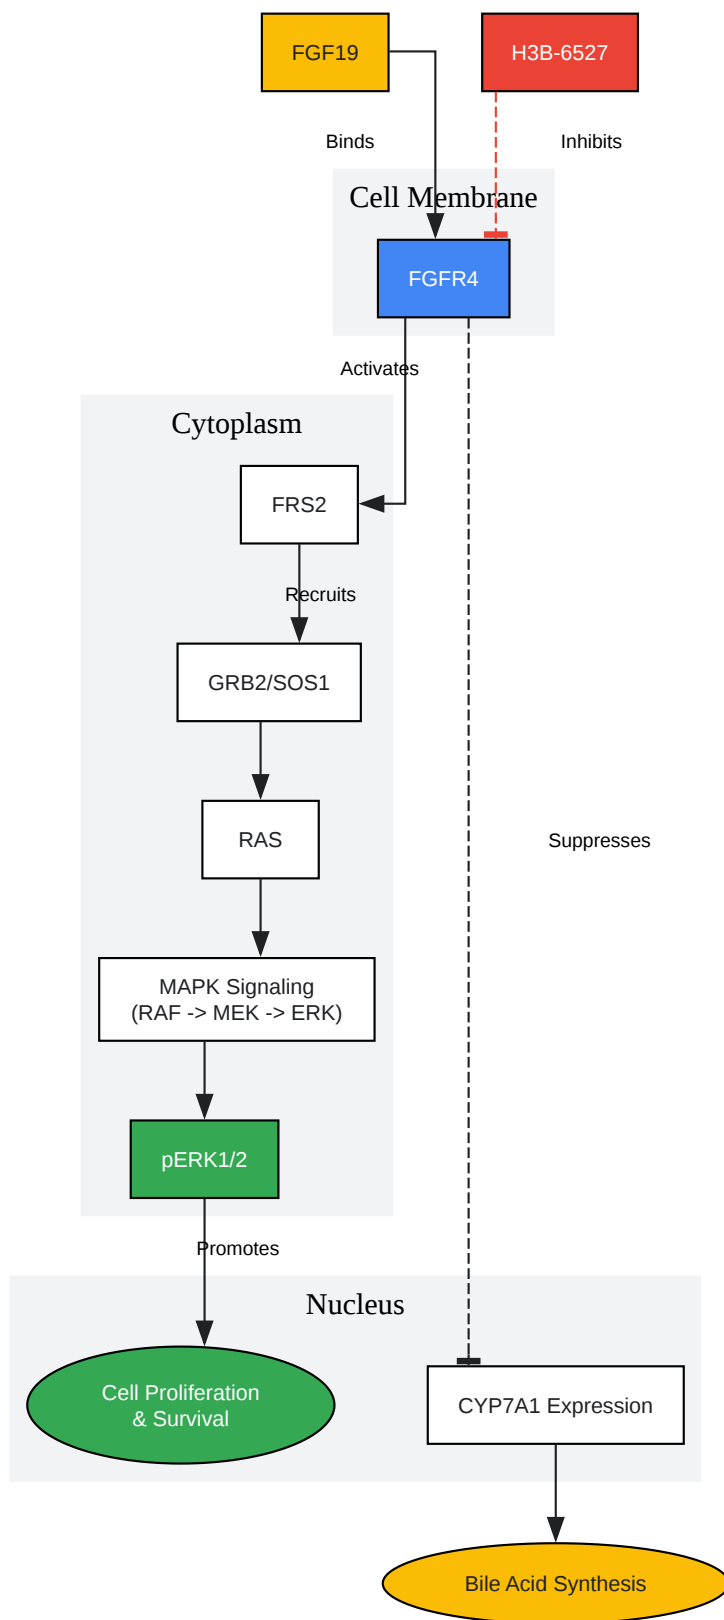 FGF19
H3B-6527
Binds
Inhibits
Cell Membrane
FGFR4
Activates
Cytoplasm
FRS2
Recruits
GRB2/SOS1
RAS
Suppresses
MAPK Signaling
(RAF -> MEK -> ERK)
pERK1/2
Promotes
Nucleus
Cell Proliferation
& Survival
CYP7A1 Expression
Bile Acid Synthesis